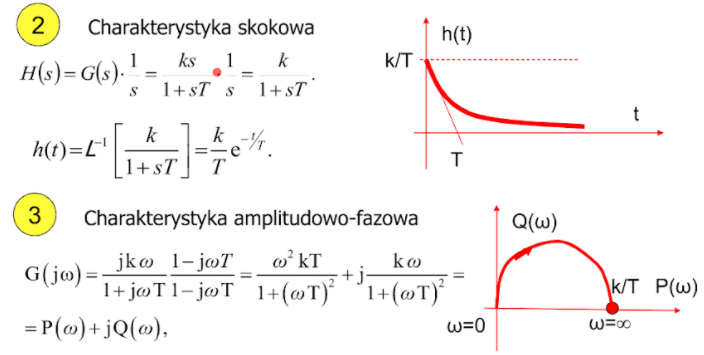 2 Charakterystyka skokowa
H(s) = G(s)·1/s = ks/(1+sT) · 1/s = k/(1+sT).
h(t) = L⁻¹[k/(1+sT)] = k/T e^(-t/T).
h(t)
k/T
t
T
3 Charakterystyka amplitudowo-fazowa
G(jω) = jkω/(1+jωT) (1-jωT)/(1-jωT) = ω²kT/(1+(ωT)²) + j kω/(1+(ωT)²) =
= P(ω)+jQ(ω),
Q(ω)
k/T P(ω)
ω=0
ω=∞